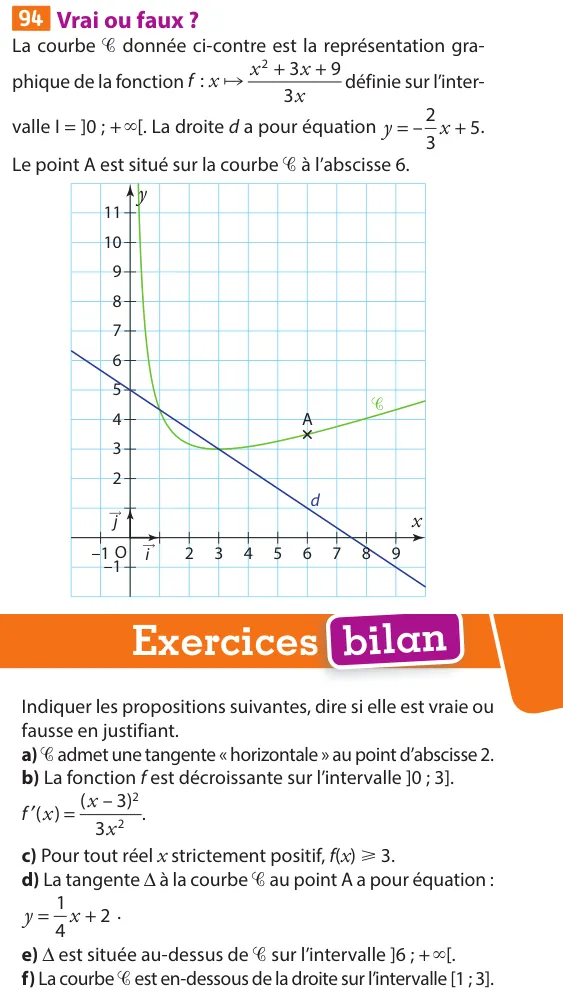 94 Vrai ou faux ?
La courbe 𝒞 donnée ci-contre est la représentation gra-
phique de la fonction f : x ↦ (x² + 3x + 9)/(3x) définie sur l'inter-
valle I = ]0 ; +∞[. La droite d a pour équation y = –2/3 x + 5.
Le point A est situé sur la courbe 𝒞 à l'abscisse 6.
y
11
10
9
8
7
6
5
4
3
2
A
𝒞
d
j
x
–1 O i 2 3 4 5 6 7 8 9
–1
Exercices bilan
Indiquer les propositions suivantes, dire si elle est vraie ou
fausse en justifiant.
a) 𝒞 admet une tangente « horizontale » au point d'abscisse 2.
b) La fonction f est décroissante sur l'intervalle ]0 ; 3].
f ′(x) = (x – 3)²/(3x²).
c) Pour tout réel x strictement positif, f(x) ⩾ 3.
d) La tangente Δ à la courbe 𝒞 au point A a pour équation :
y = 1/4 x + 2 .
e) Δ est située au-dessus de 𝒞 sur l'intervalle ]6 ; +∞[.
f) La courbe 𝒞 est en-dessous de la droite sur l'intervalle [1 ; 3].